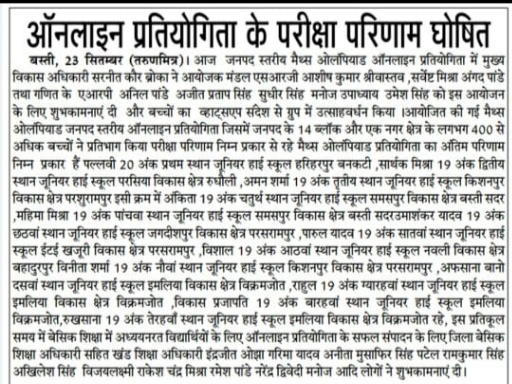 ऑनलाइन प्रतियोगिता के परीक्षा परिणाम घोषित
बस्ती, 23 सितम्बर (तरुणमित्र)। आज जनपद स्तरीय मैथ्स ओलंपियाड ऑनलाइन प्रतियोगिता में मुख्य
विकास अधिकारी सरनीत कौर ब्रोका ने आयोजक मंडल एसआरजी आशीष कुमार श्रीवास्तव ,सर्वेष्ट मिश्रा अंगद पांडे
तथा गणित के एआरपी अनिल पांडे अजीत प्रताप सिंह सुधीर सिंह मनोज उपाध्याय उमेश सिंह को इस आयोजन
के लिए शुभकामनाएं दी और बच्चों का व्हाट्सएप संदेश से ग्रुप में उत्साहवर्धन किया ।आयोजित की गई मैथ्स
ओलंपियाड जनपद स्तरीय ऑनलाइन प्रतियोगिता जिसमें जनपद के 14 ब्लॉक और एक नगर क्षेत्र के लगभग 400 से
अधिक बच्चों ने प्रतिभाग किया परीक्षा परिणाम निम्न प्रकार से रहे मैथ्स ओलंपियाड प्रतियोगिता का अंतिम परिणाम
निम्न प्रकार हैं पल्लवी 20 अंक प्रथम स्थान जूनियर हाई स्कूल हरिहरपुर बनकटी ,सार्थक मिश्रा 19 अंक द्वितीय
स्थान जूनियर हाई स्कूल परसिया विकास क्षेत्र रुधौली ,अमन शर्मा 19 अंक तृतीय स्थान जूनियर हाई स्कूल किशनपुर
विकास क्षेत्र परशुरामपुर इसी क्रम में अंकिता 19 अंक चतुर्थ स्थान जूनियर हाई स्कूल समसपुर विकास क्षेत्र बस्ती सदर
,महिमा मिश्रा 19 अंक पांचवा स्थान जूनियर हाई स्कूल समसपुर विकास क्षेत्र बस्ती सदरउमाशंकर यादव 19 अंक
छठवां स्थान जूनियर हाई स्कूल जगदीशपुर विकास क्षेत्र परसरामपुर ,पारुल यादव 19 अंक सातवां स्थान जूनियर हाई
स्कूल ईटई खजूरी विकास क्षेत्र परसरामपुर ,विशाल 19 अंक आठवां स्थान जूनियर हाई स्कूल नवली विकास क्षेत्र
बहादुरपुर विनीता शर्मा 19 अंक नौवां स्थान जूनियर हाई स्कूल किशनपुर विकास क्षेत्र परसरामपुर ,अफसाना बानो
दसवां स्थान जूनियर हाई स्कूल इमलिया विकास क्षेत्र विक्रमजोत ,राहुल 19 अंक ग्यारहवां स्थान जूनियर हाई स्कूल
इमलिया विकास क्षेत्र विक्रमजोत ,विकास प्रजापति 19 अंक बारहवां स्थान जूनियर हाई स्कूल इमलिया
विक्रमजोत,रुखसाना 19 अंक तेरहवाँ स्थान जूनियर हाई स्कूल इमलिया विकास क्षेत्र विक्रमजोत रहे, इस प्रतिकूल
समय में बेसिक शिक्षा में अध्ययनरत विद्यार्थियों के लिए ऑनलाइन प्रतियोगिता के सफल संपादन के लिए जिला बेसिक
शिक्षा अधिकारी सहित खंड शिक्षा अधिकारी इंद्रजीत ओझा गरिमा यादव अनीता मुसाफिर सिंह पटेल रामकुमार सिंह
अखिलेश सिंह विजयलक्ष्मी राकेश चंद्र मिश्रा रमेश पांडे नरेंद्र द्विवेदी मनोज आदि लोगों ने शुभकामनाएं दी।